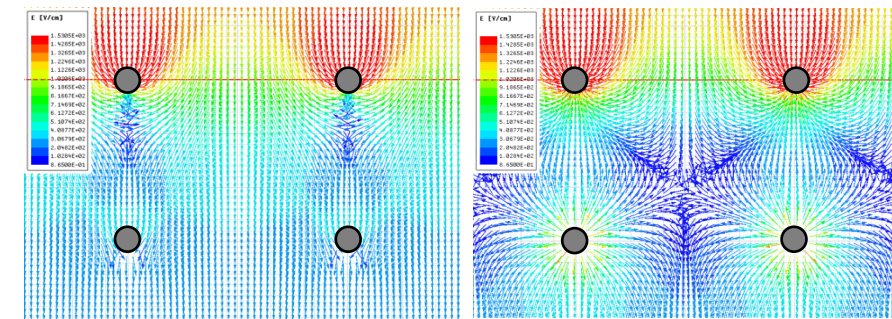 E [V/cm]
1.5305E+03
1.4285E+03
1.3265E+03
1.2246E+03
1.1226E+03
1.0206E+03
9.1865E+02
8.1667E+02
7.1469E+02
6.1272E+02
5.1074E+02
4.0877E+02
3.0679E+02
2.0482E+02
1.0284E+02
8.6500E-01
E [V/cm]
1.5305E+03
1.4285E+03
1.3265E+03
1.2246E+03
1.1226E+03
1.0206E+03
9.1865E+02
8.1667E+02
7.1469E+02
6.1272E+02
5.1074E+02
4.0877E+02
3.0679E+02
2.0482E+02
1.0284E+02
8.6500E-01